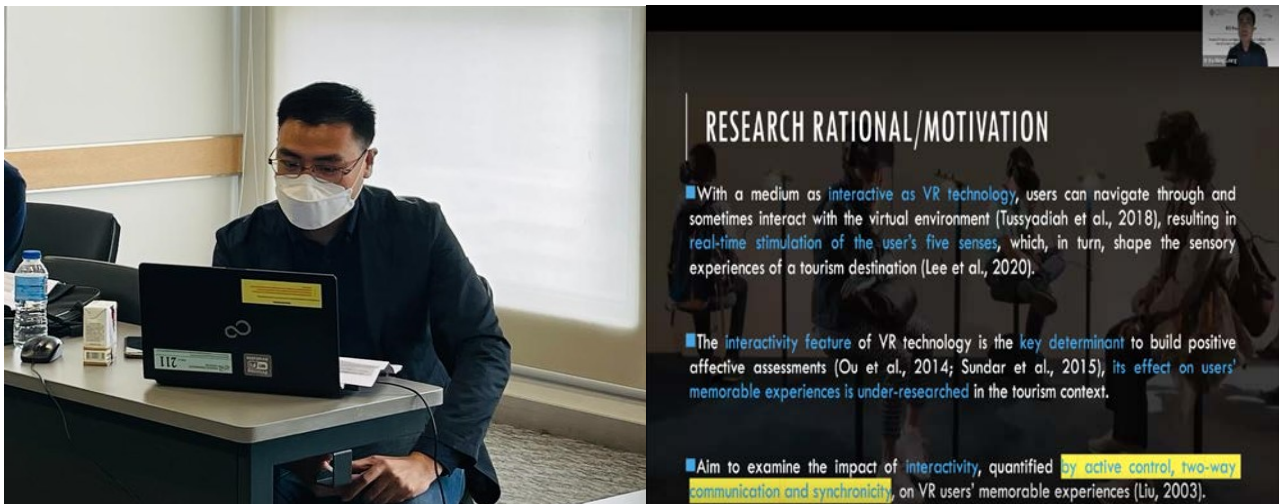 211
RESEARCH RATIONAL/MOTIVATION
With a medium as interactive as VR technology, users can navigate through and
sometimes interact with the virtual environment (Tussyadiah et al., 2018), resulting in
real-time stimulation of the user's five senses, which, in turn, shape the sensory
experiences of a tourism destination (Lee et al., 2020).
The interactivity feature of VR technology is the key determinant to build positive
affective assessments (Ou et al., 2014; Sundar et al., 2015), its effect on users'
memorable experiences is under-researched in the tourism context.
Aim to examine the impact of interactivity, quantified by active control, two-way
communication and synchronicity, on VR users' memorable experiences (Liu, 2003).